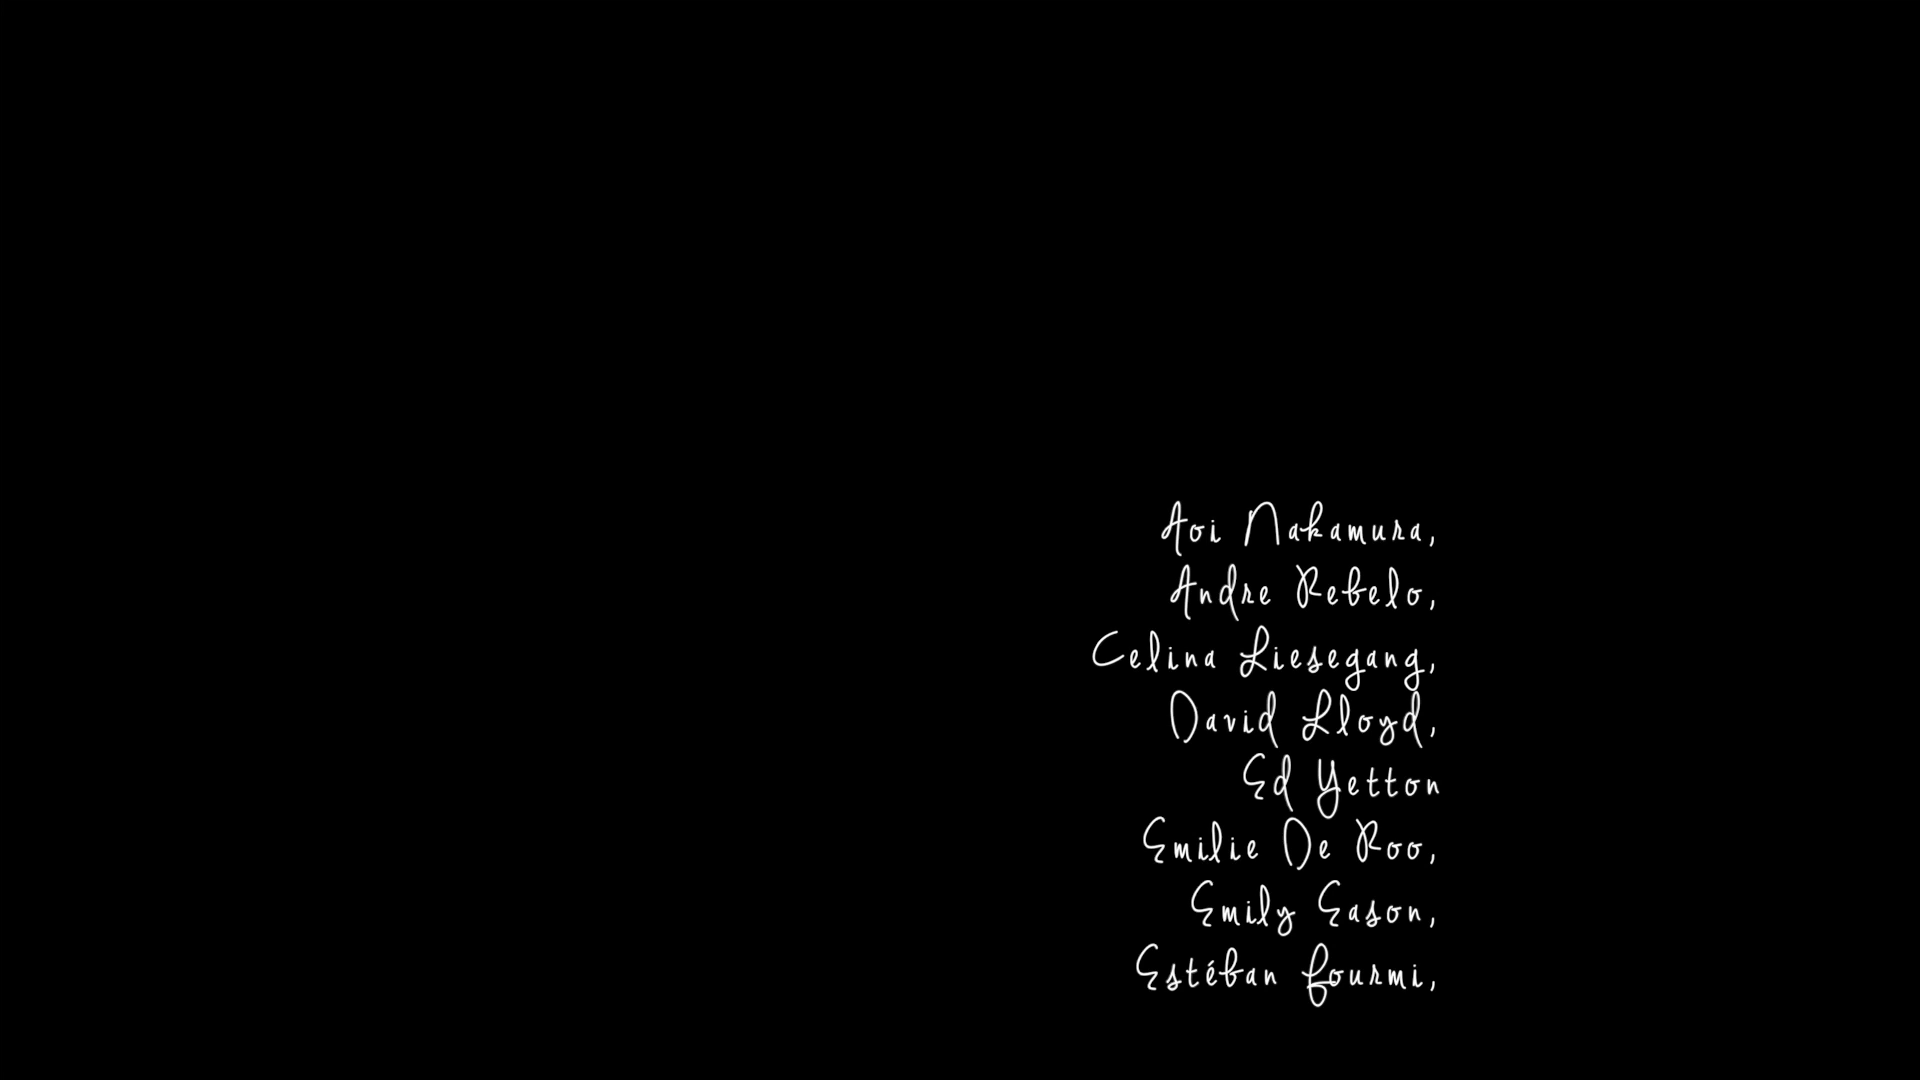 Aoi Nakamura,
Andre Rebelo,
Celina Liesegang,
David Lloyd,
Ed Yetton
Emilie De Roo,
Emily Eason,
Estéban Fourmi,